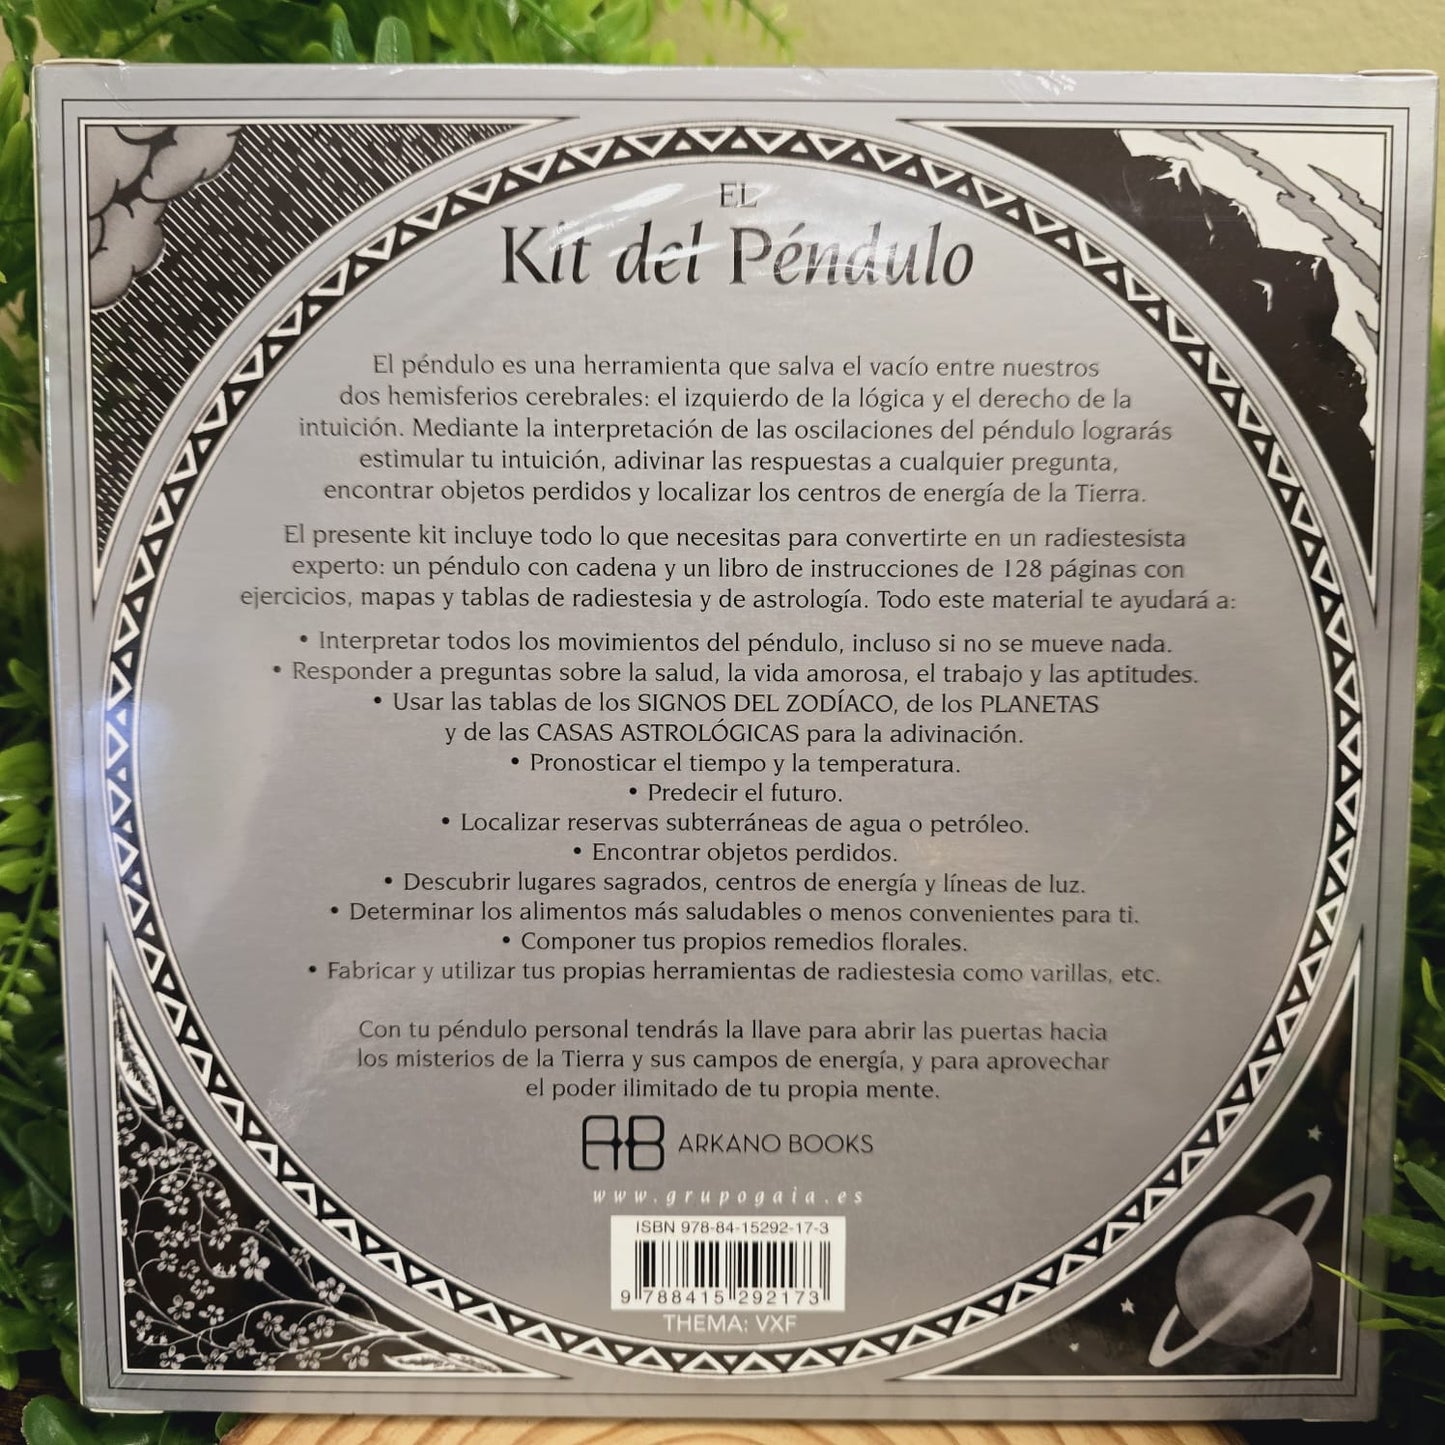 EL
Kit del Péndulo
El péndulo es una herramienta que salva el vacío entre nuestros
dos hemisferios cerebrales: el izquierdo de la lógica y el derecho de la
intuición. Mediante la interpretación de las oscilaciones del péndulo lograrás
estimular tu intuición, adivinar las respuestas a cualquier pregunta,
encontrar objetos perdidos y localizar los centros de energía de la Tierra.
El presente kit incluye todo lo que necesitas para convertirte en un radiestesista
experto: un péndulo con cadena y un libro de instrucciones de 128 páginas con
ejercicios, mapas y tablas de radiestesia y de astrología. Todo este material te ayudará a:
• Interpretar todos los movimientos del péndulo, incluso si no se mueve nada.
• Responder a preguntas sobre la salud, la vida amorosa, el trabajo y las aptitudes.
• Usar las tablas de los SIGNOS DEL ZODÍACO, de los PLANETAS
y de las CASAS ASTROLÓGICAS para la adivinación.
• Pronosticar el tiempo y la temperatura.
• Predecir el futuro.
• Localizar reservas subterráneas de agua o petróleo.
• Encontrar objetos perdidos.
• Descubrir lugares sagrados, centros de energía y líneas de luz.
• Determinar los alimentos más saludables o menos convenientes para ti.
• Componer tus propios remedios florales.
• Fabricar y utilizar tus propias herramientas de radiestesia como varillas, etc.
Con tu péndulo personal tendrás la llave para abrir las puertas hacia
los misterios de la Tierra y sus campos de energía, y para aprovechar
el poder ilimitado de tu propia mente.
AB ARKANO BOOKS
www.grupogaia.es
ISBN 978-84-15292-17-3
9 788415 292173
THEMA: VXF